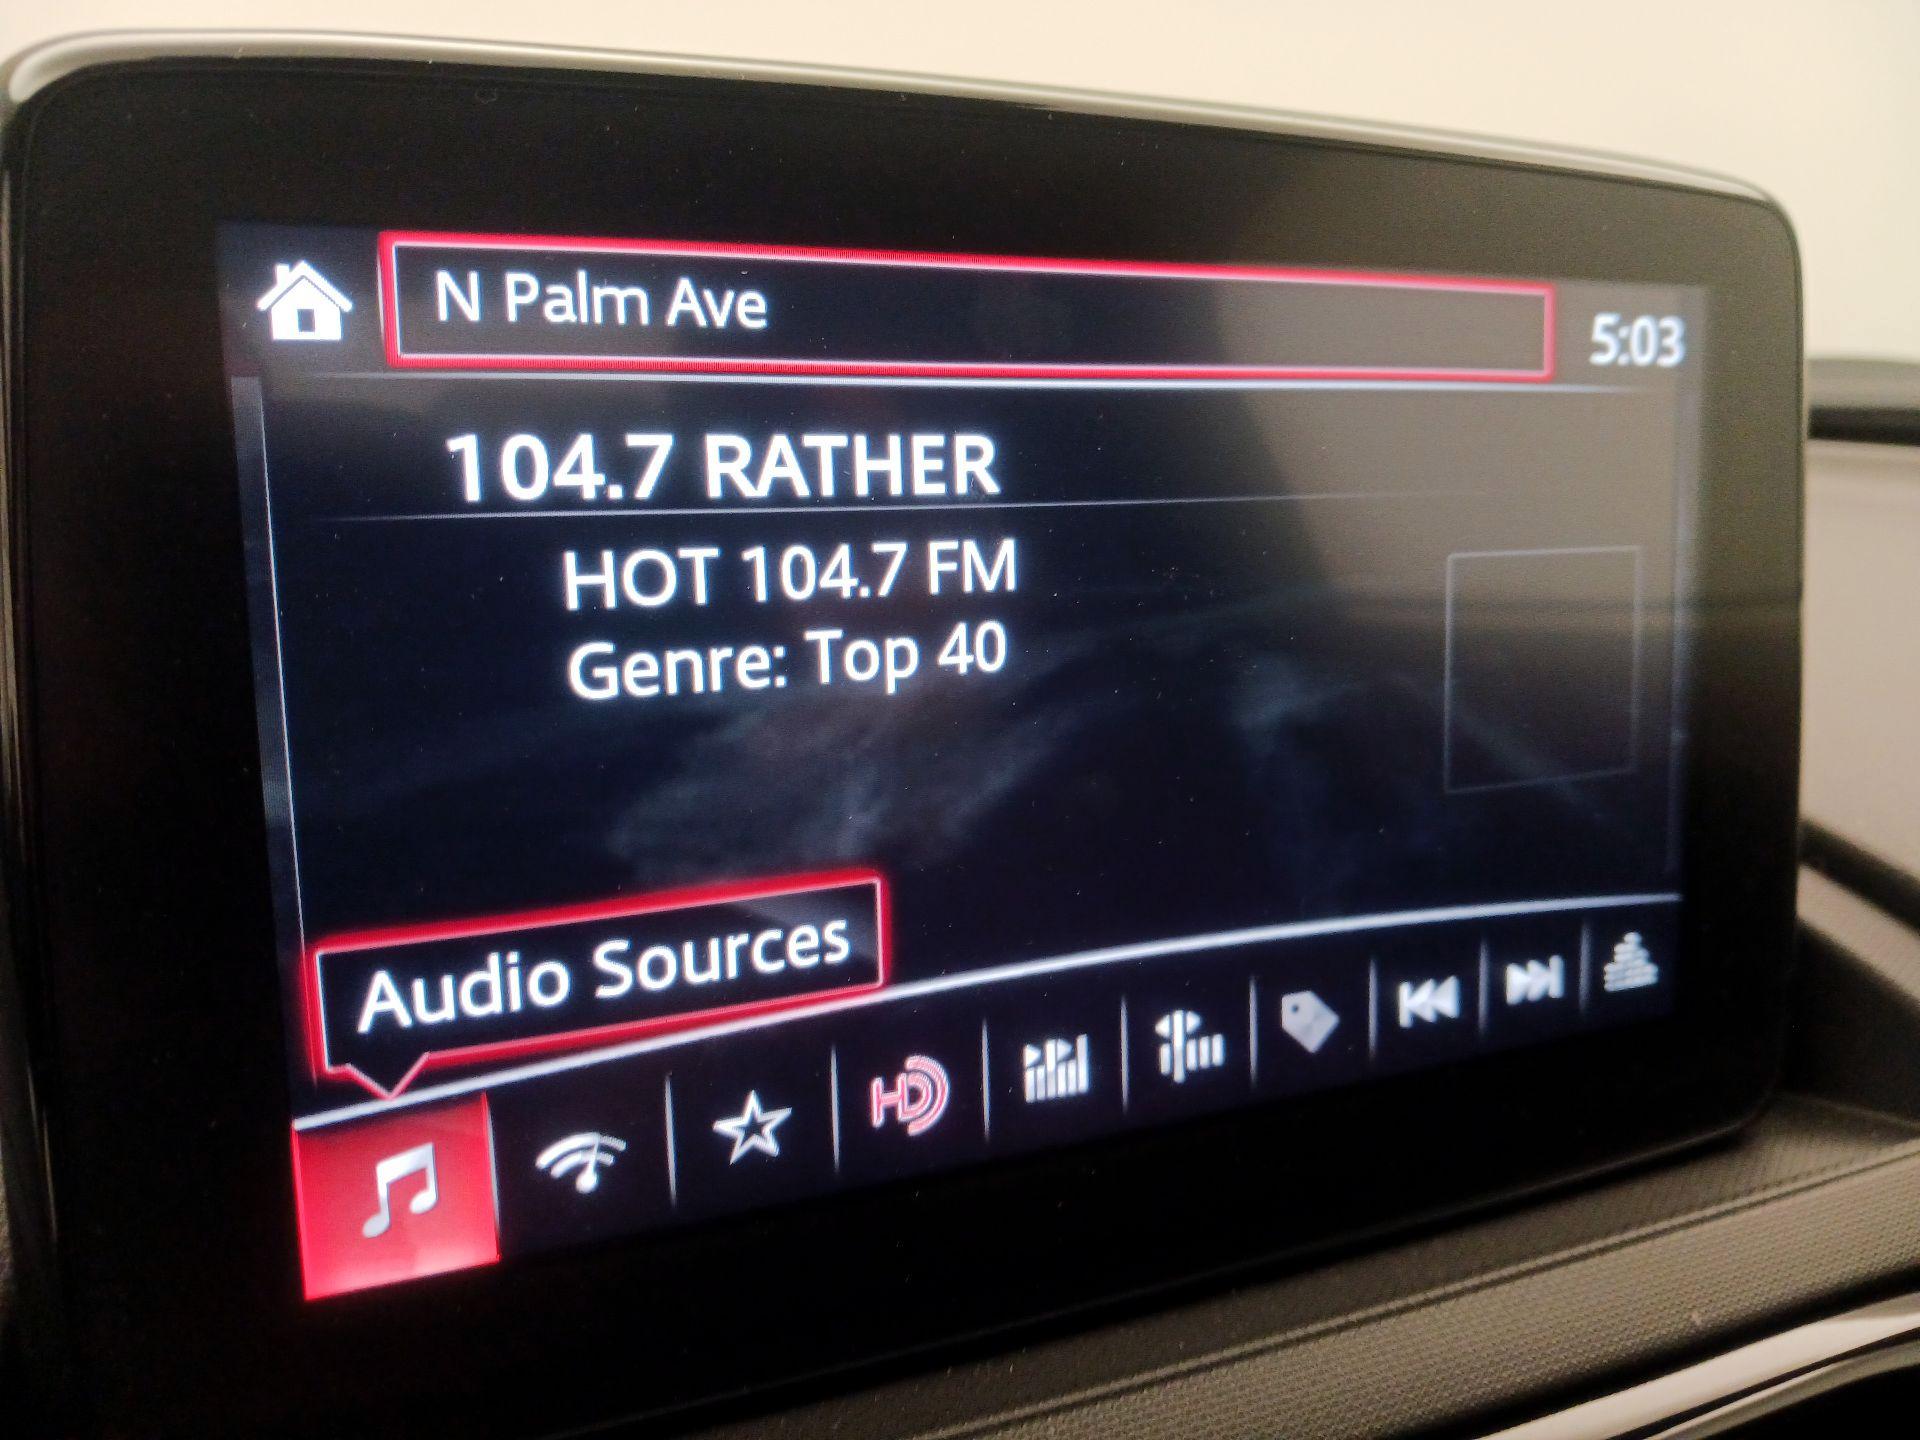 N Palm Ave
5:03
104.7 RATHER
HOT 104.7 FM
Genre: Top 40
Audio Sources
HD